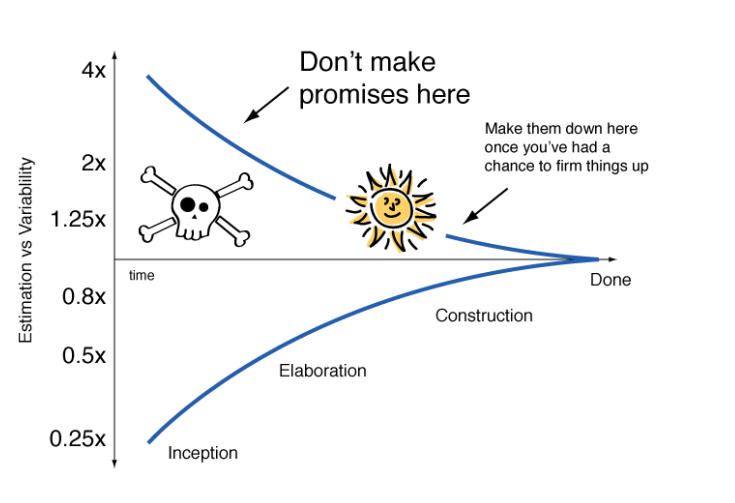 4x
Don't make
promises here
Make them down here
once you've had a
chance to firm things up
2x
1.25x
Estimation vs Variablility
time
Done
0.8x
Construction
0.5x
Elaboration
0.25x
Inception